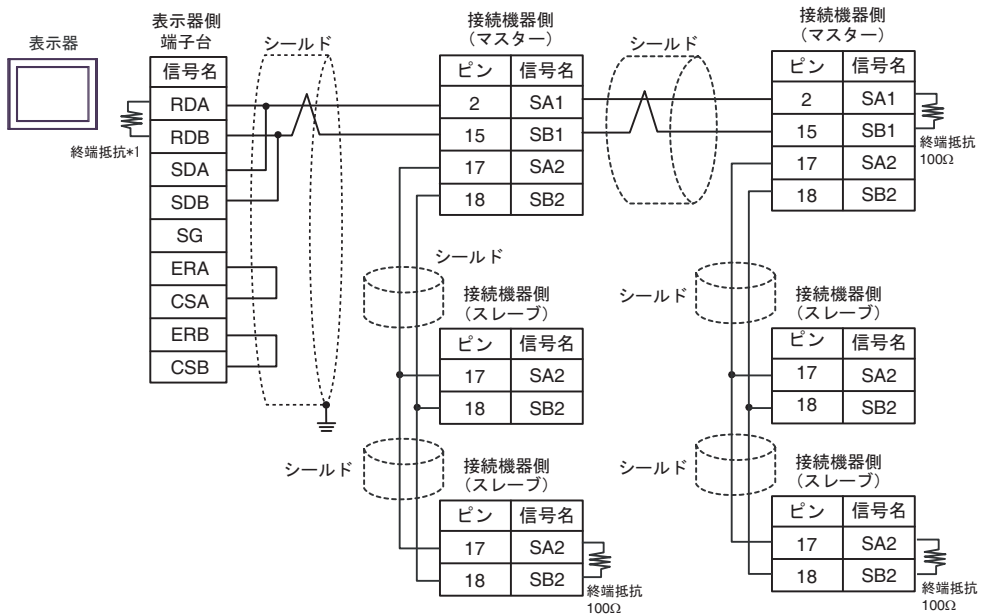 表示器
表示器側
端子台
信号名
RDA
RDB
SDA
SDB
SG
ERA
CSA
ERB
CSB
終端抵抗*1
シールド
接続機器側
（マスター）
ピン 信号名
2 SA1
15 SB1
17 SA2
18 SB2
シールド
接続機器側
（マスター）
ピン 信号名
2 SA1
15 SB1
17 SA2
18 SB2
終端抵抗
100Ω
シールド
接続機器側
（スレーブ）
ピン 信号名
17 SA2
18 SB2
シールド
接続機器側
（スレーブ）
ピン 信号名
17 SA2
18 SB2
シールド
接続機器側
（スレーブ）
ピン 信号名
17 SA2
18 SB2
終端抵抗
100Ω
シールド
接続機器側
（スレーブ）
ピン 信号名
17 SA2
18 SB2
終端抵抗
100Ω